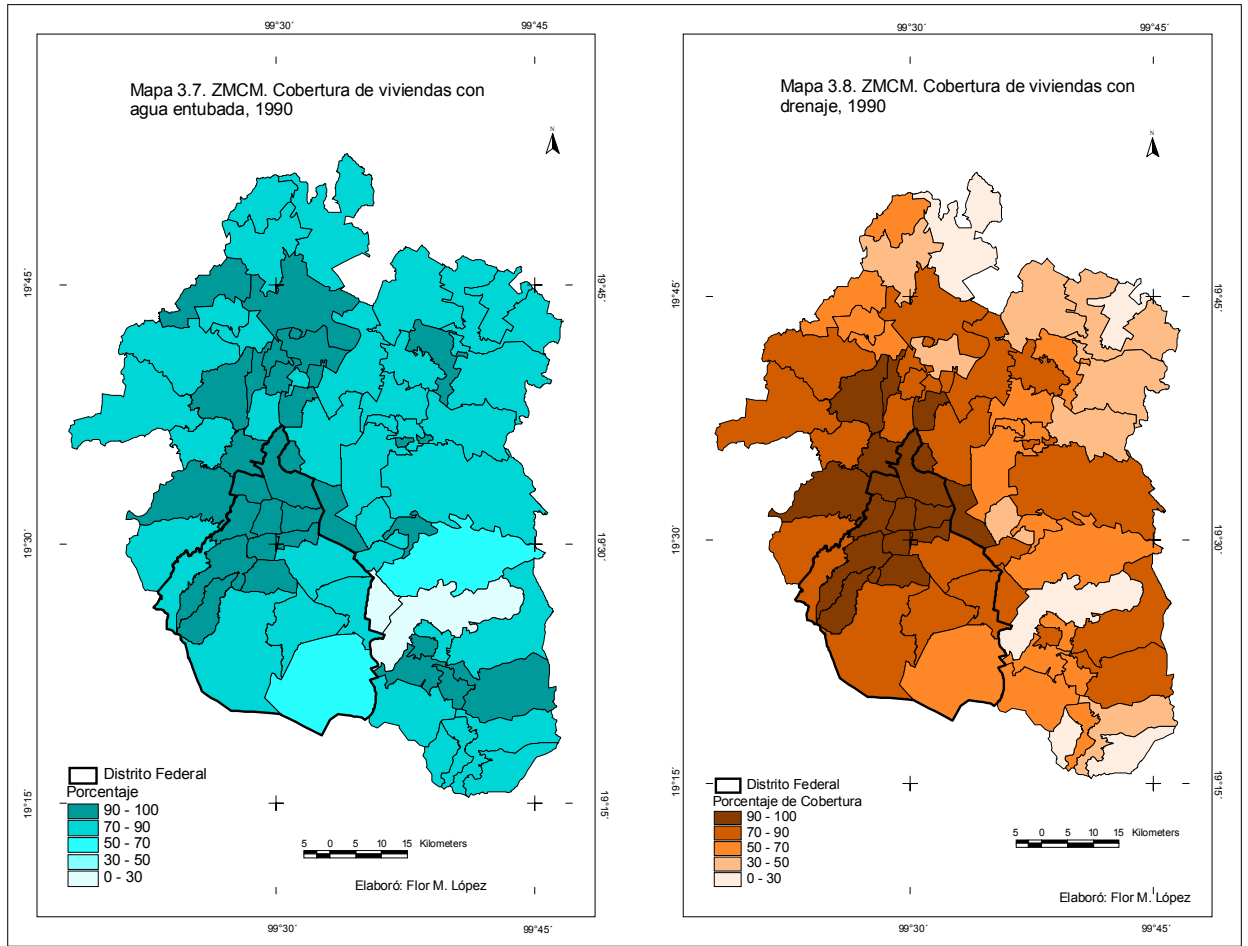 99°30´
99°45´
Mapa 3.7. ZMCM. Cobertura de viviendas con
agua entubada, 1990
N
19°45´
19°45´
19°30´
19°30´
19°15´
19°15´
Distrito Federal
Porcentaje
90 - 100
70 - 90
50 - 70
30 - 50
0 - 30
5 0 5 10 15 Kilometers
Elaboró: Flor M. López
99°30´
99°45´
99°30´
99°45´
Mapa 3.8. ZMCM. Cobertura de viviendas con
drenaje, 1990
N
19°45´
19°45´
19°30´
19°30´
19°15´
19°15´
Distrito Federal
Porcentaje de Cobertura
90 - 100
70 - 90
50 - 70
30 - 50
0 - 30
5 0 5 10 15 Kilometers
Elaboró: Flor M. López
99°30´
99°45´